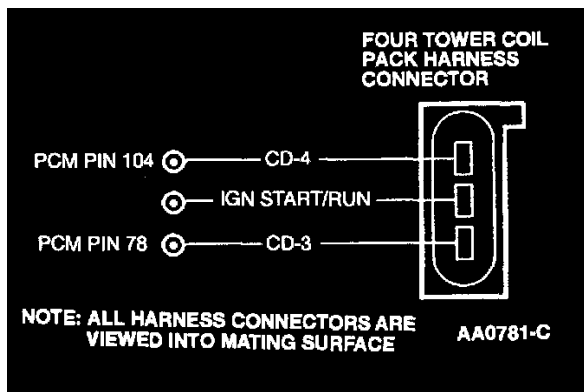 FOUR TOWER COIL
PACK HARNESS
CONNECTOR
PCM PIN 104 CD-4
IGN START/RUN
PCM PIN 78 CD-3
NOTE: ALL HARNESS CONNECTORS ARE
VIEWED INTO MATING SURFACE
AA0781-C